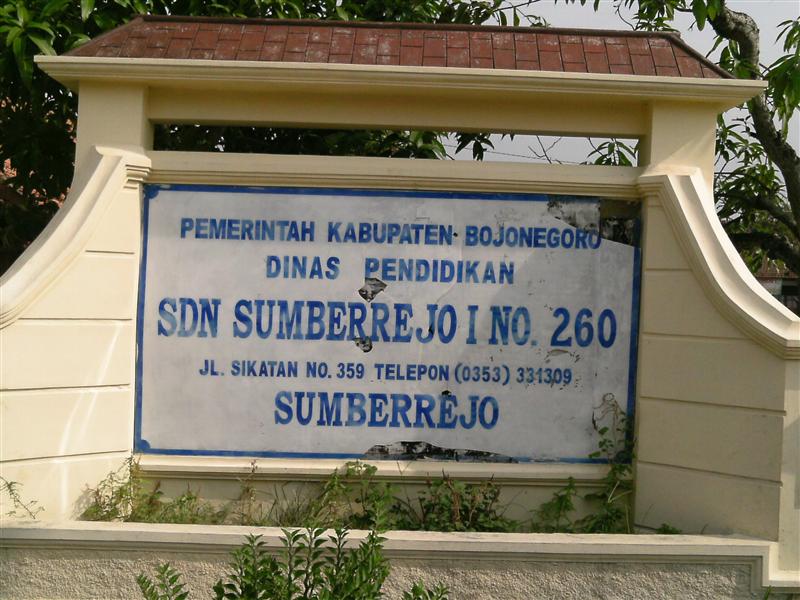 PEMERINTAH KABUPATEN BOJONEGORO
DINAS PENDIDIKAN
SDN SUMBERREJO I NO. 260
JL. SIKATAN NO. 359 TELEPON (0353) 331309
SUMBERREJO